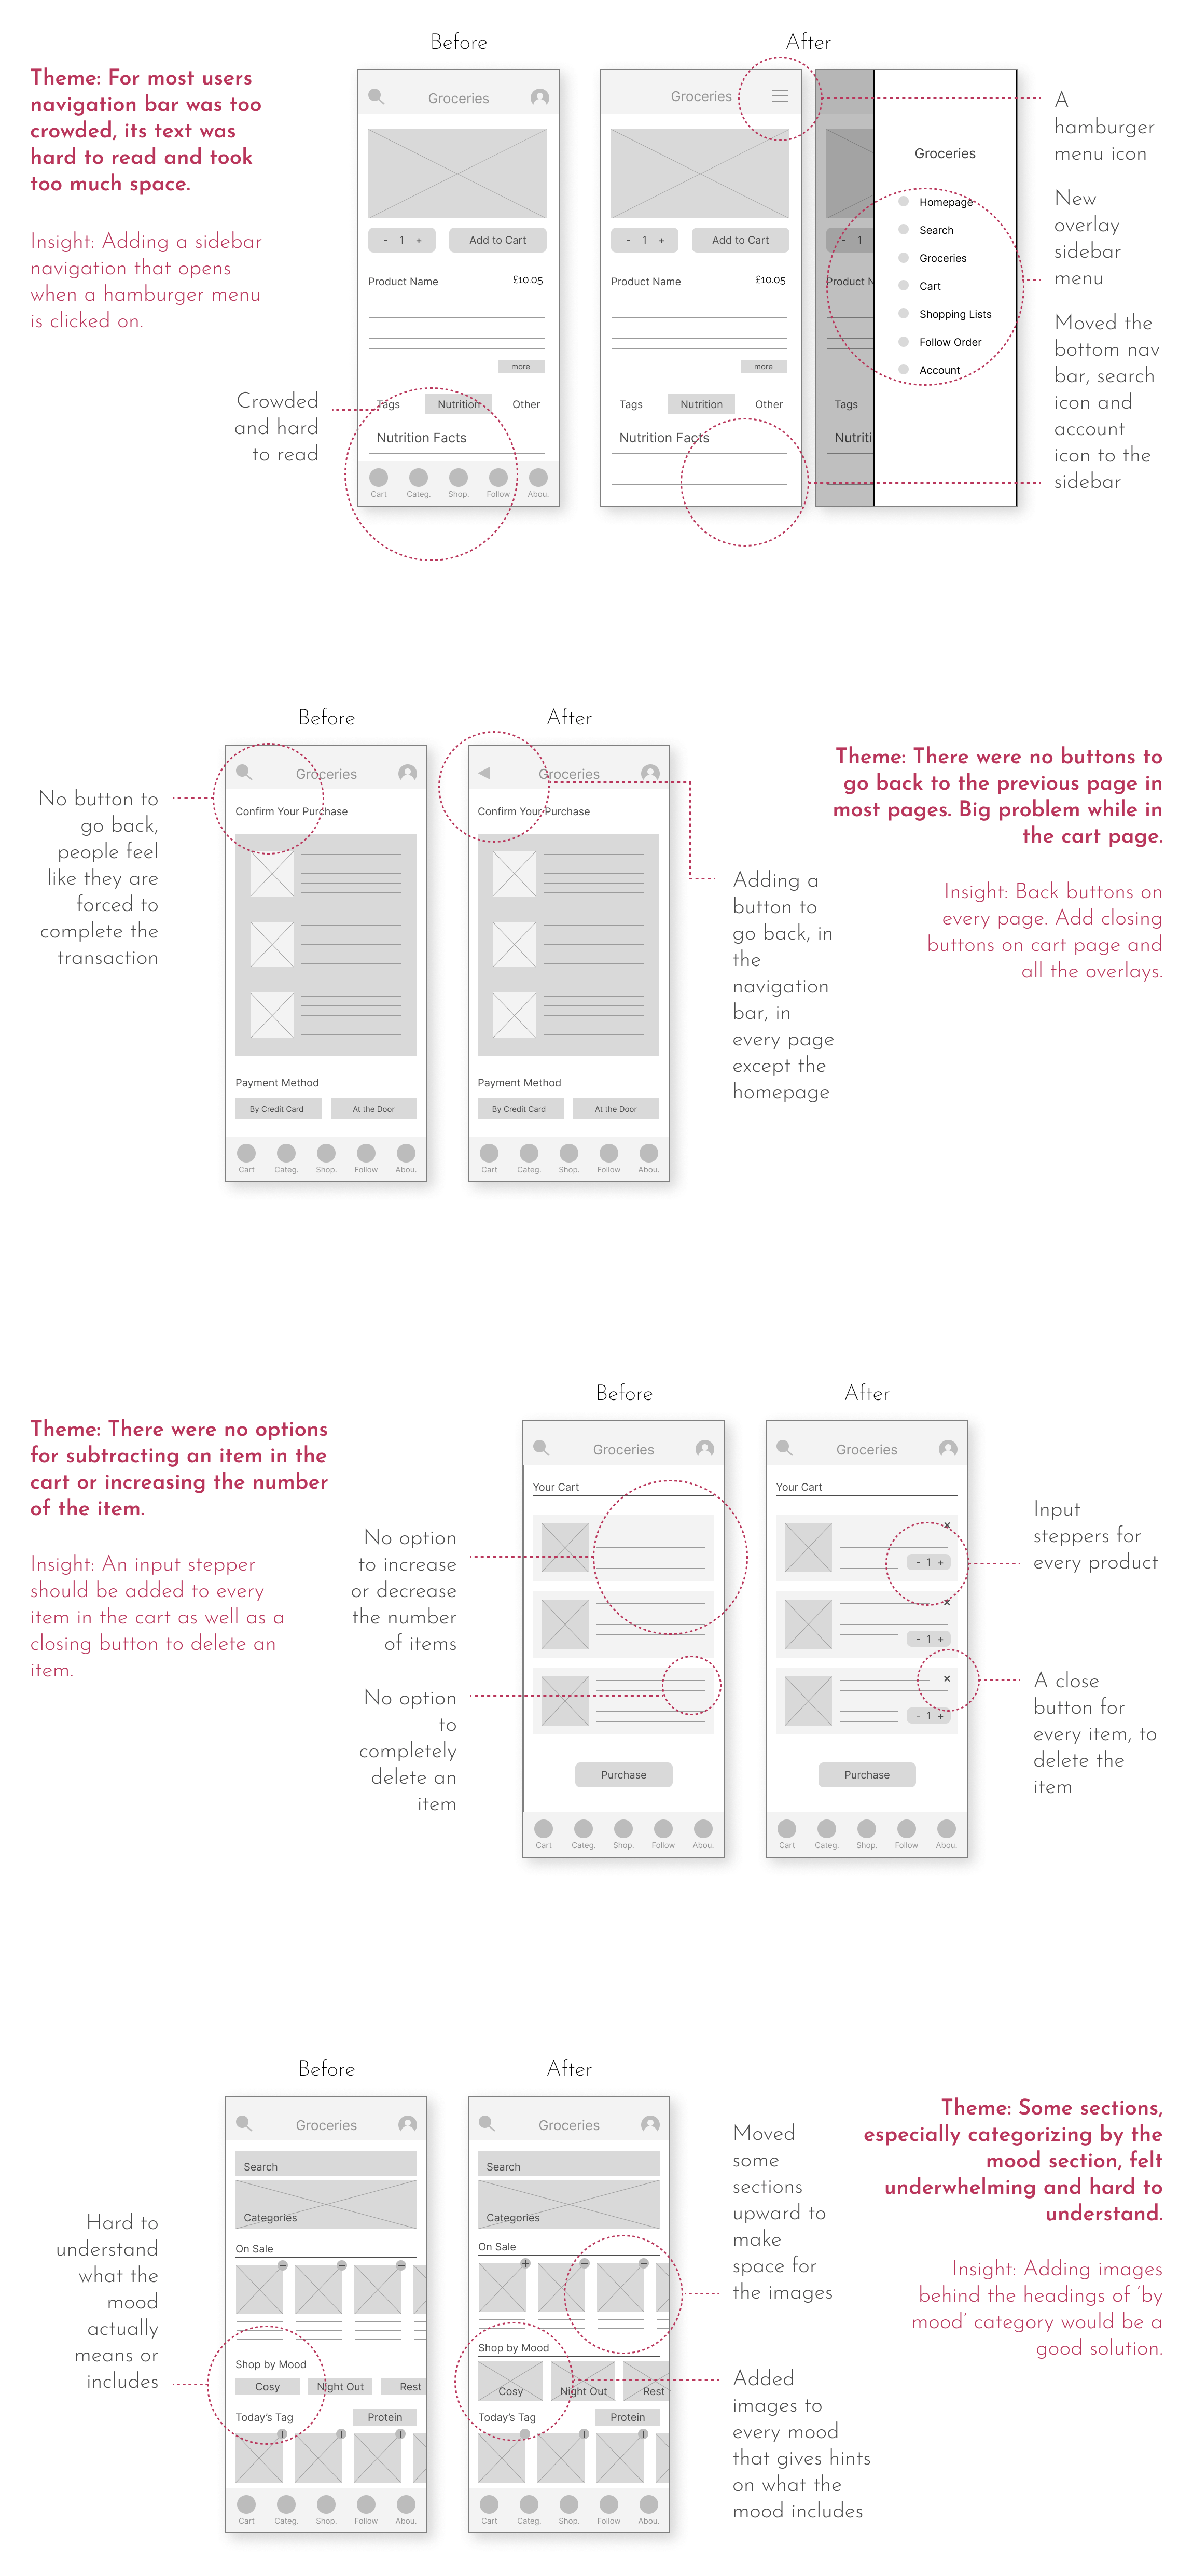 Before
After
Theme: For most users
navigation bar was too
crowded, its text was
hard to read and took
too much space.
Insight: Adding a sidebar
navigation that opens
when a hamburger menu
is clicked on.
Crowded
and hard
to read
Groceries
- 1 +
Add to Cart
Product Name
£10.05
more
Tags
Nutrition
Other
Nutrition Facts
Cart
Categ.
Shop.
Follow
Abou.
Groceries
- 1 +
Add to Cart
Product Name
£10.05
more
Tags
Nutrition
Other
Nutrition Facts
- 1
Product N
Tags
Nutriti
Groceries
Homepage
Search
Groceries
Cart
Shopping Lists
Follow Order
Account
A
hamburger
menu icon
New
overlay
sidebar
menu
Moved the
bottom nav
bar, search
icon and
account
icon to the
sidebar
Before
After
No button to
go back,
people feel
like they are
forced to
complete the
transaction
Groceries
Confirm Your Purchase
Payment Method
By Credit Card
At the Door
Cart
Categ.
Shop.
Follow
Abou.
Groceries
Confirm Your Purchase
Payment Method
By Credit Card
At the Door
Cart
Categ.
Shop.
Follow
Abou.
Adding a
button to
go back, in
the
navigation
bar, in
every page
except the
homepage
Theme: There were no buttons to
go back to the previous page in
most pages. Big problem while in
the cart page.
Insight: Back buttons on
every page. Add closing
buttons on cart page and
all the overlays.
Before
After
Theme: There were no options
for subtracting an item in the
cart or increasing the number
of the item.
Insight: An input stepper
should be added to every
item in the cart as well as a
closing button to delete an
item.
No option
to increase
or decrease
the number
of items
No option
to
completely
delete an
item
Groceries
Your Cart
Purchase
Cart
Categ.
Shop.
Follow
Abou.
Groceries
Your Cart
- 1 +
- 1 +
- 1 +
Purchase
Cart
Categ.
Shop.
Follow
Abou.
Input
steppers for
every product
A close
button for
every item, to
delete the
item
Before
After
Hard to
understand
what the
mood
actually
means or
includes
Groceries
Search
Categories
On Sale
Shop by Mood
Cosy
Night Out
Rest
Today's Tag
Protein
Cart
Categ.
Shop.
Follow
Abou.
Groceries
Search
Categories
On Sale
Shop by Mood
Cosy
Night Out
Rest
Today's Tag
Protein
Cart
Categ.
Shop.
Follow
Abou.
Moved
some
sections
upward to
make
space for
the images
Added
images to
every mood
that gives hints
on what the
mood includes
Theme: Some sections,
especially categorizing by the
mood section, felt
underwhelming and hard to
understand.
Insight: Adding images
behind the headings of ‘by
mood’ category would be a
good solution.